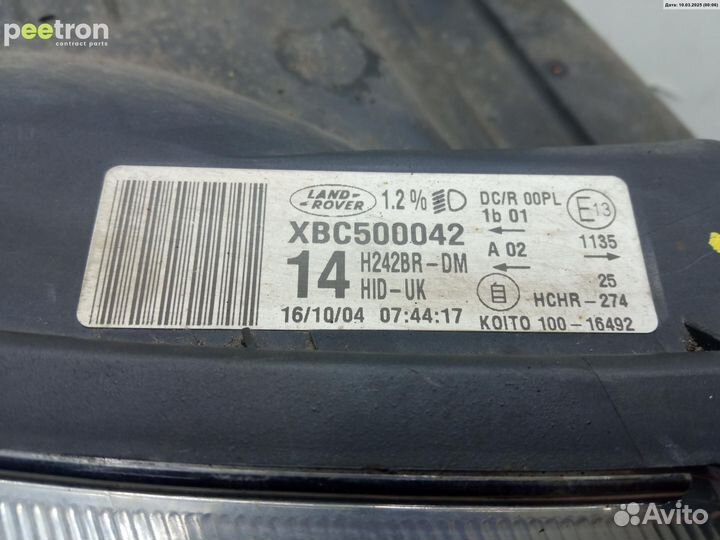 peetron
contract parts
Дата: 10.03.2025 (00:06)
LAND-
ROVER
1.2%
DC/R 00PL
1b 01
E13
XBC500042
A 02
1135
14
H242BR-DM
HID-UK
自
25
HCHR-274
16/10/04 07:44:17
KOITO 100-16492
Avito